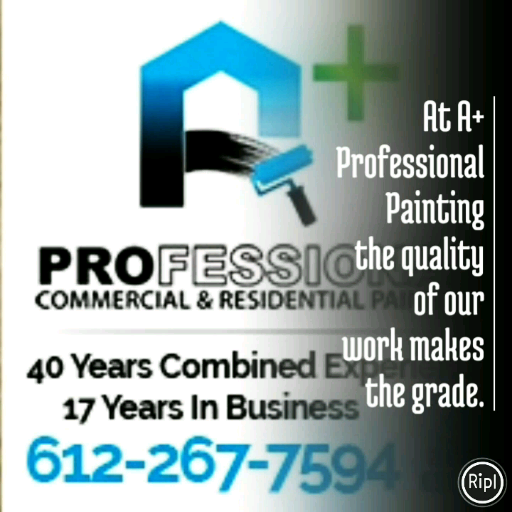 A+
PROFESSION
COMMERCIAL & RESIDENTIAL
40 Years Combined
17 Years In Business
612-267-7594
At A+
Professional
Painting
the quality
of our
work makes
the grade.
Ripl